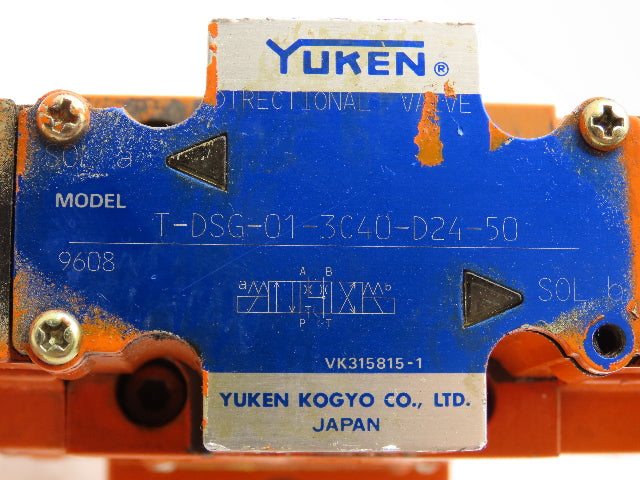 YUKEN®
DIRECTIONAL VALVE
SOL a
MODEL
T-DSG-01-3C40-D24-50
9608
A B
a b
P T
SOL b
VK315815-1
YUKEN KOGYO CO., LTD.
JAPAN